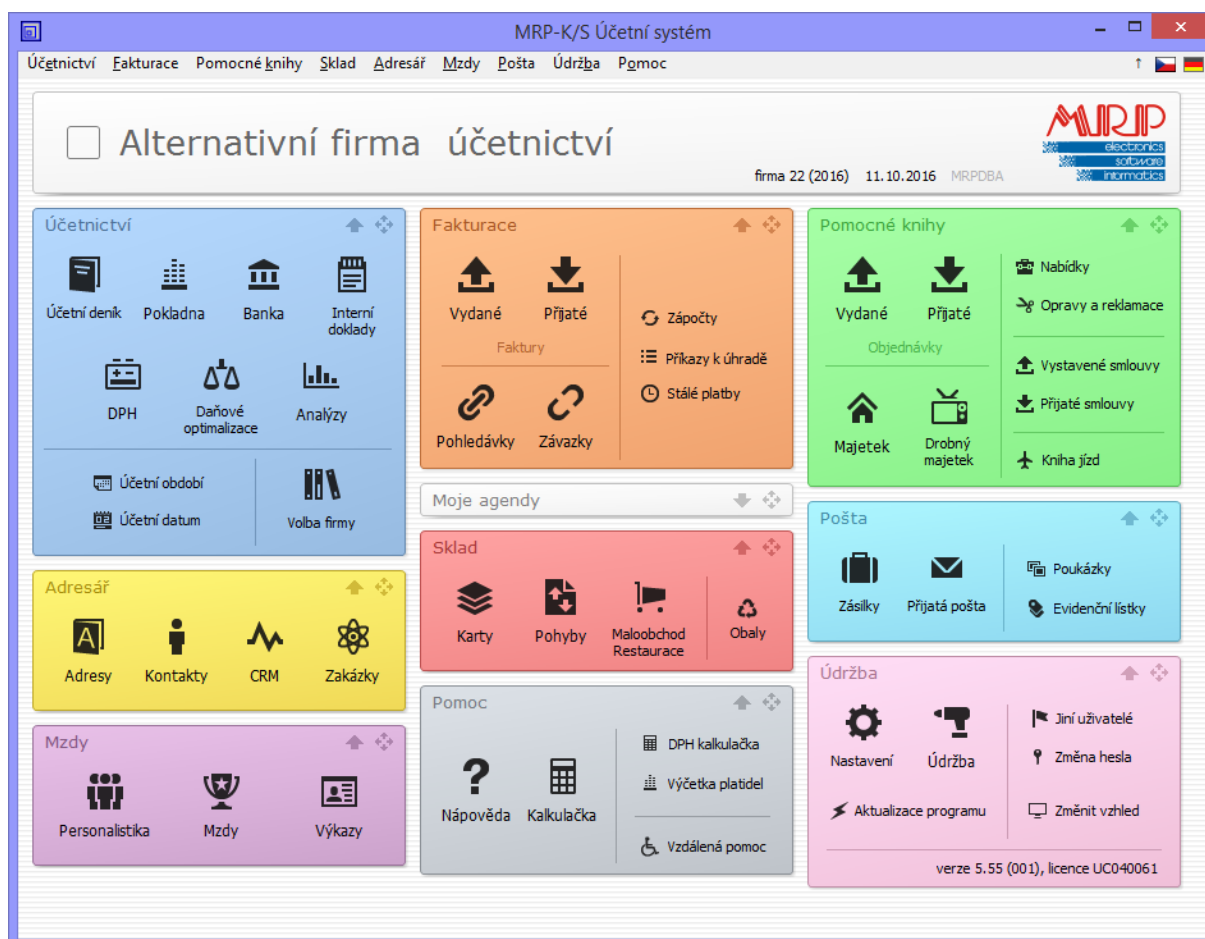 MRP-K/S Účetní systém
Účetnictví Fakturace Pomocné knihy Sklad Adresář Mzdy Pošta Údržba Pomoc
Alternativní firma účetnictví
firma 22 (2016) 11.10.2016 MRPDBA
MRP
electronics
software
informatics
Účetnictví
Účetní deník
Pokladna
Banka
Interní
doklady
DPH
Daňové
optimalizace
Analýzy
Účetní období
Účetní datum
Volba firmy
Adresář
Adresy
Kontakty
CRM
Zakázky
Mzdy
Personalistika
Mzdy
Výkazy
Fakturace
Vydané
Přijaté
Faktury
Pohledávky
Závazky
Zápočty
Příkazy k úhradě
Stálé platby
Moje agendy
Sklad
Karty
Pohyby
Maloobchod
Restaurace
Obaly
Pomoc
Nápověda
Kalkulačka
DPH kalkulačka
Výčetka platidel
Vzdálená pomoc
Pomocné knihy
Vydané
Přijaté
Objednávky
Majetek
Drobný
majetek
Nabídky
Opravy a reklamace
Vystavené smlouvy
Přijaté smlouvy
Kniha jízd
Pošta
Zásilky
Přijatá pošta
Poukázky
Evidenční lístky
Údržba
Nastavení
Údržba
Aktualizace programu
Jiní uživatelé
Změna hesla
Změnit vzhled
verze 5.55 (001), licence UC040061